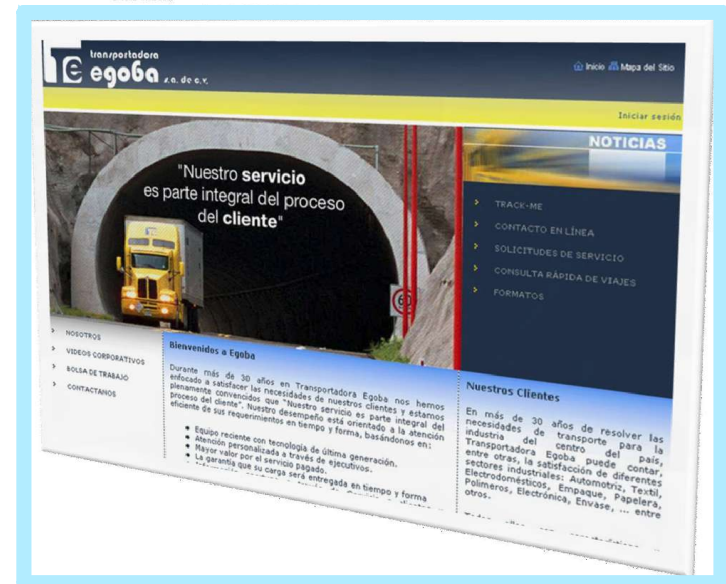 transportadora
egoba s.a. de c.v.
Inicio Mapa del Sitio
Iniciar sesión
"Nuestro servicio
es parte integral del proceso
del cliente"
60
NOTICIAS
TRACK-ME
CONTACTO EN LÍNEA
SOLICITUDES DE SERVICIO
CONSULTA RÁPIDA DE VIAJES
FORMATOS
NOSOTROS
VIDEOS CORPORATIVOS
BOLSA DE TRABAJO
CONTACTANOS
Bienvenidos a Egoba
Durante más de 30 años en Transportadora Egoba nos hemos
enfocado a satisfacer las necesidades de nuestros clientes y estamos
plenamente convencidos que "Nuestro servicio es parte integral del
proceso del cliente". Nuestro desempeño está orientado a la atención
eficiente de sus requerimientos en tiempo y forma, basándonos en:
Equipo reciente con tecnología de última generación.
Atención personalizada a través de ejecutivos.
Mayor valor por el servicio pagado.
La garantía que su carga será entregada en tiempo y forma
Nuestros Clientes
En más de 30 años de resolver las
necesidades de transporte para la
industria del centro del país,
Transportadora Egoba puede contar,
entre otras, la satisfacción de diferentes
sectores industriales: Automotriz, Textil,
Electrodomésticos, Empaque, Papelera,
Polímeros, Electrónica, Envase, ... entre
otros.